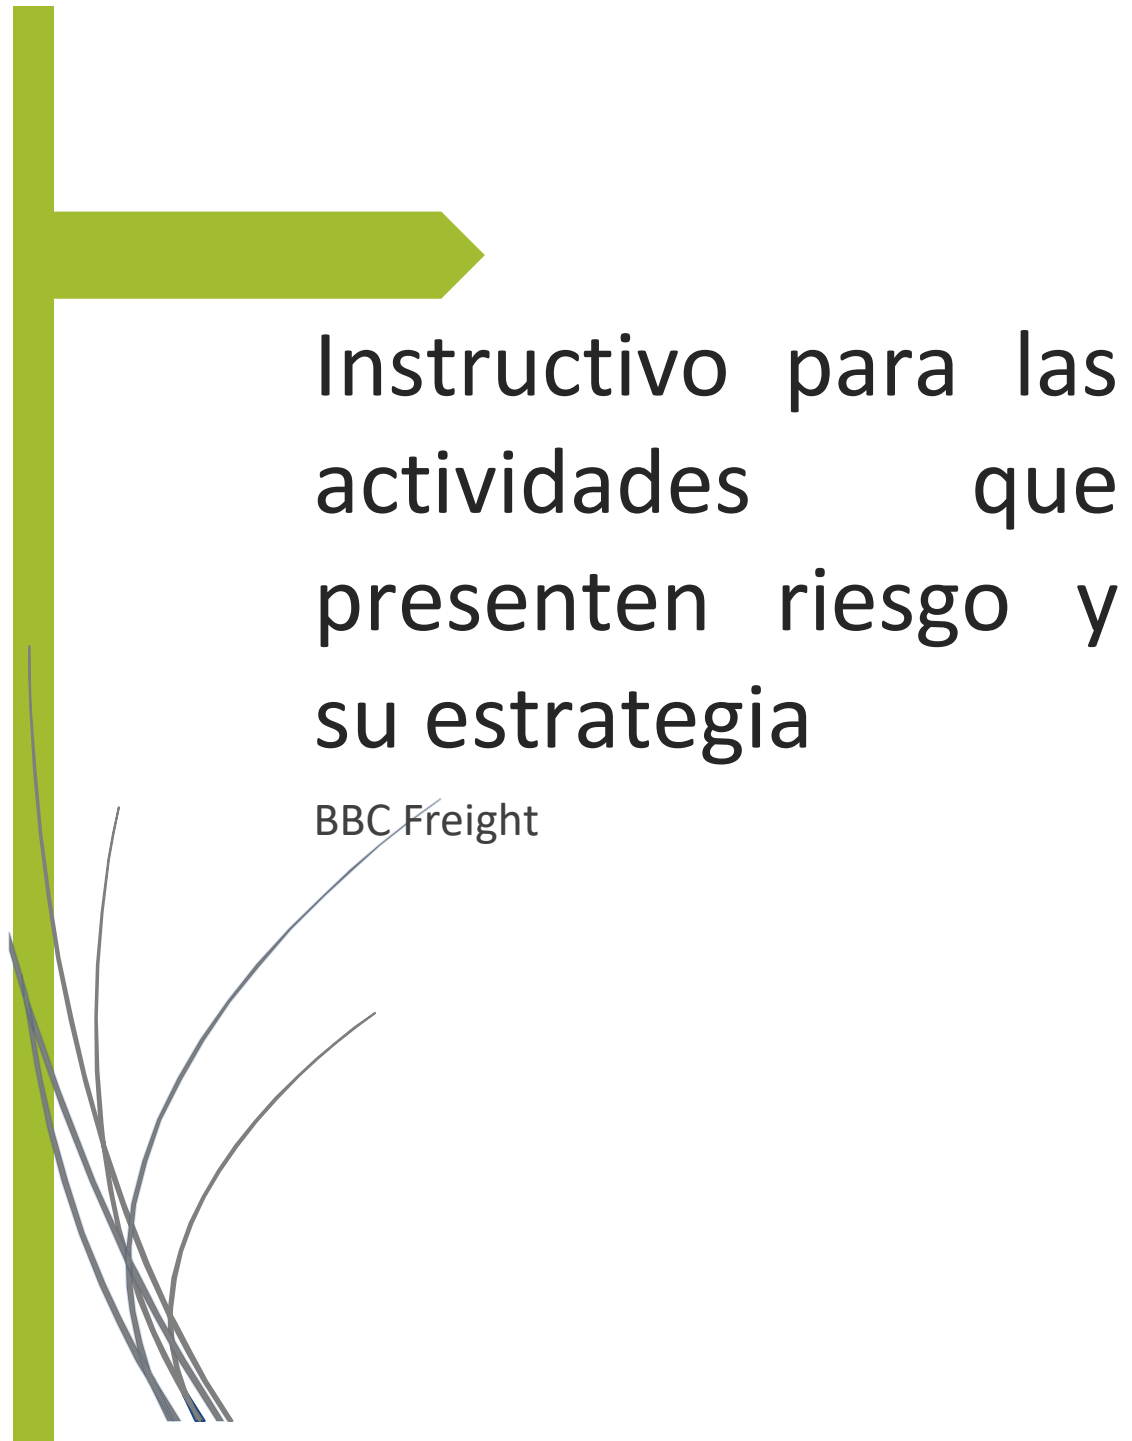 Instructivo para las
actividades que
presenten riesgo y
su estrategia
BBC Freight